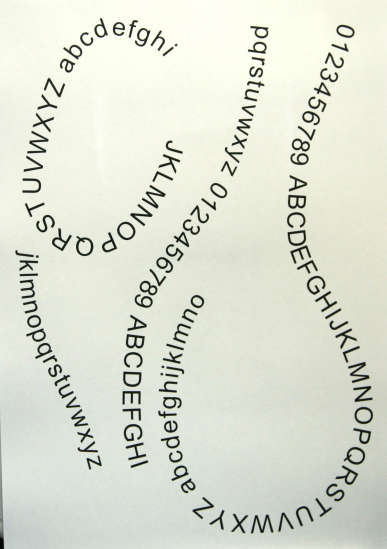 0123456789 ABCDEFGHIJKLMNOPQRSTUVWXYZ abcdefghijklmno
pqrstuvwxyz 0123456789 ABCDEFGHI
JKLMNOPQRSTUVWXYZ abcdefghi
jklmnopqrstuvwxyz